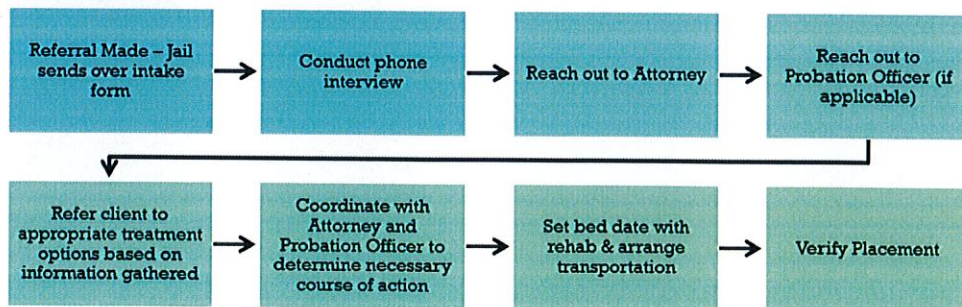 Referral Made – Jail
sends over intake
form
Conduct phone
interview
Reach out to Attorney
Reach out to
Probation Officer (if
applicable)
Refer client to
appropriate treatment
options based on
information gathered
Coordinate with
Attorney and
Probation Officer to
determine necessary
course of action
Set bed date with
rehab & arrange
transportation
Verify Placement